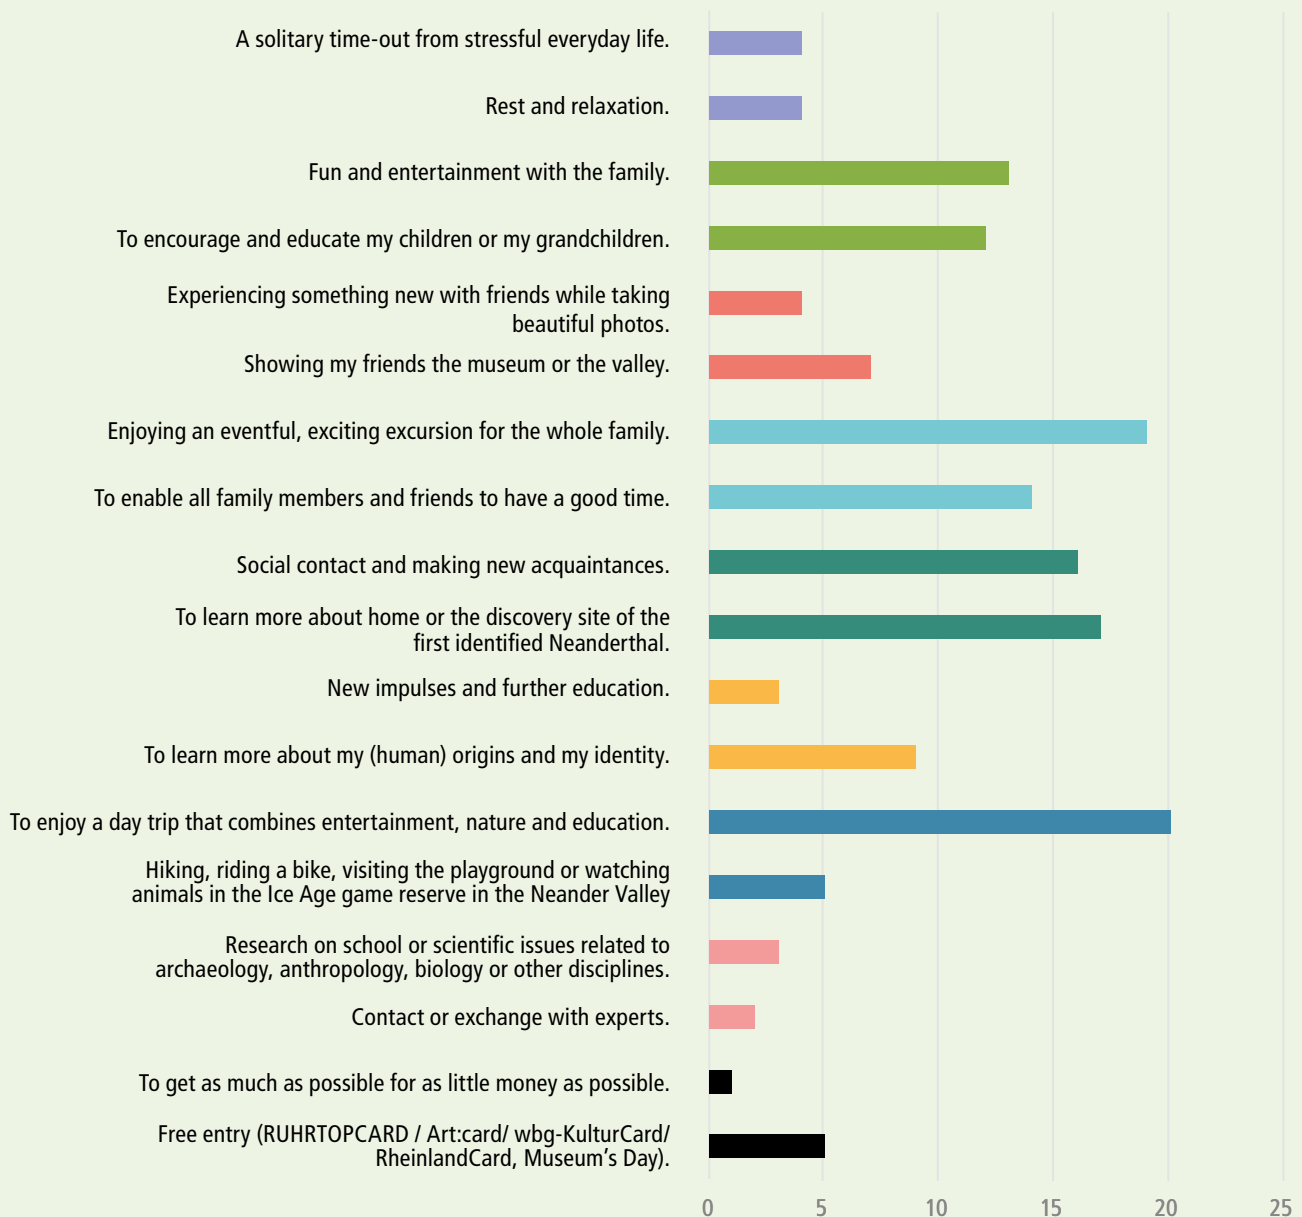 A solitary time-out from stressful everyday life.
Rest and relaxation.
Fun and entertainment with the family.
To encourage and educate my children or my grandchildren.
Experiencing something new with friends while taking
beautiful photos.
Showing my friends the museum or the valley.
Enjoying an eventful, exciting excursion for the whole family.
To enable all family members and friends to have a good time.
Social contact and making new acquaintances.
To learn more about home or the discovery site of the
first identified Neanderthal.
New impulses and further education.
To learn more about my (human) origins and my identity.
To enjoy a day trip that combines entertainment, nature and education.
Hiking, riding a bike, visiting the playground or watching
animals in the Ice Age game reserve in the Neander Valley
Research on school or scientific issues related to
archaeology, anthropology, biology or other disciplines.
Contact or exchange with experts.
To get as much as possible for as little money as possible.
Free entry (RUHRTOPCARD / Art:card/ wbg-KulturCard/
RheinlandCard, Museum’s Day).
0 5 10 15 20 25